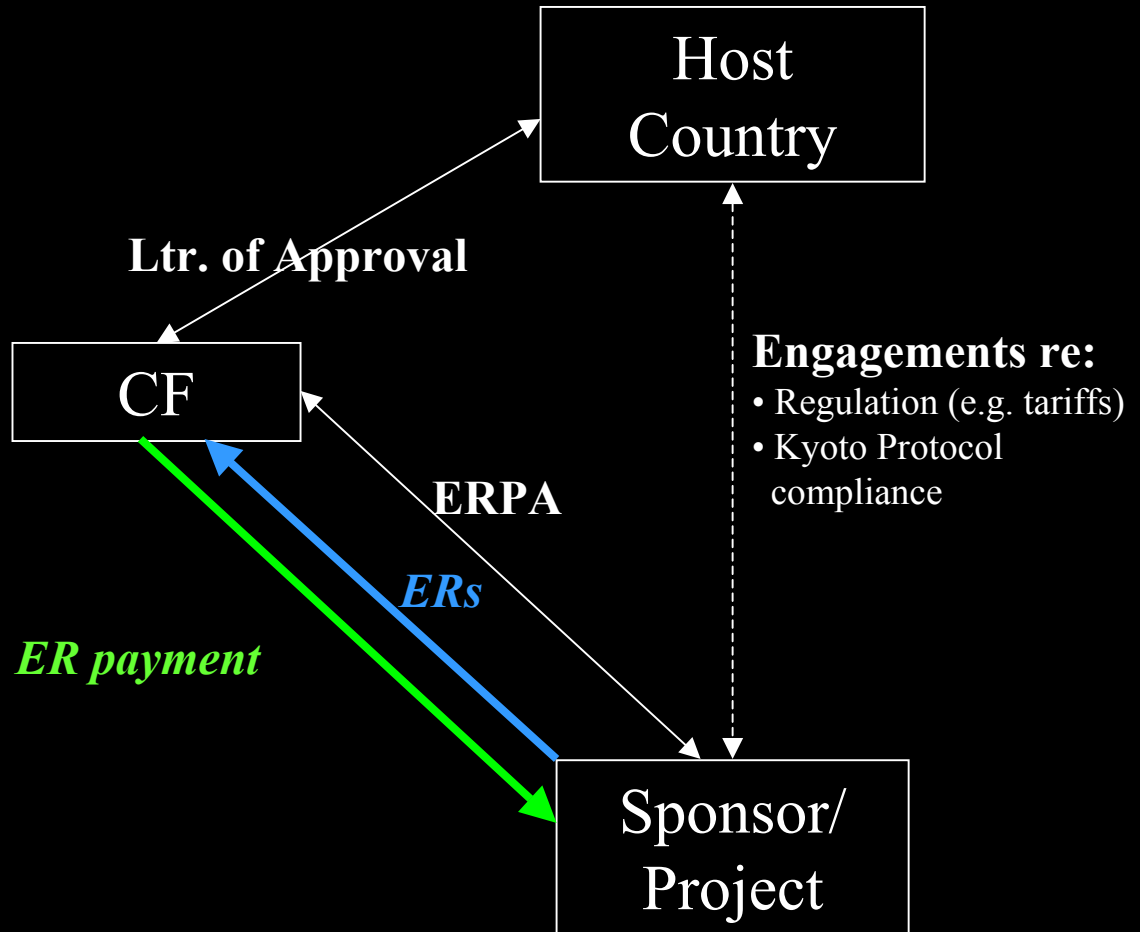 Host
Country
Ltr. of Approval
CF
Engagements re:
• Regulation (e.g. tariffs)
• Kyoto Protocol
compliance
ERPA
ERs
ER payment
Sponsor/
Project